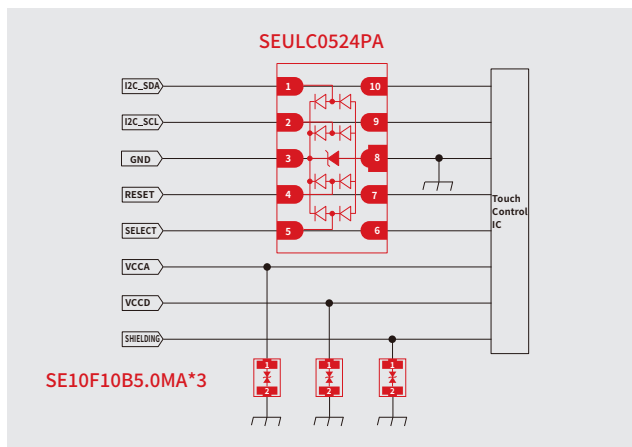 SEULC0524PA
I2C_SDA 1 10
I2C_SCL 2 9
GND 3 8
RESET 4 7
Touch
Control
IC
SELECT 5 6
VCCA
VCCD
SHIELDING
1 1 1
SE10F10B5.0MA*3
2 2 2